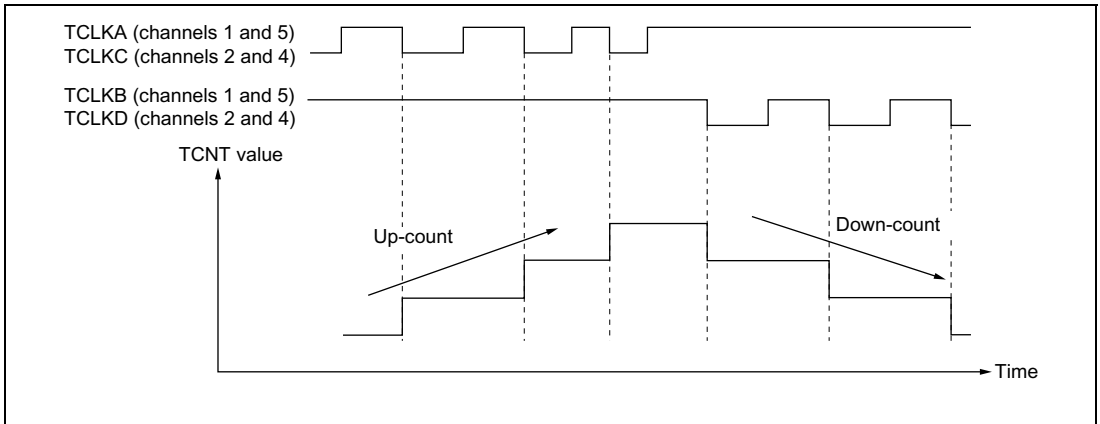 TCLKA (channels 1 and 5)
TCLKC (channels 2 and 4)
TCLKB (channels 1 and 5)
TCLKD (channels 2 and 4)
TCNT value
Up-count
Down-count
Time